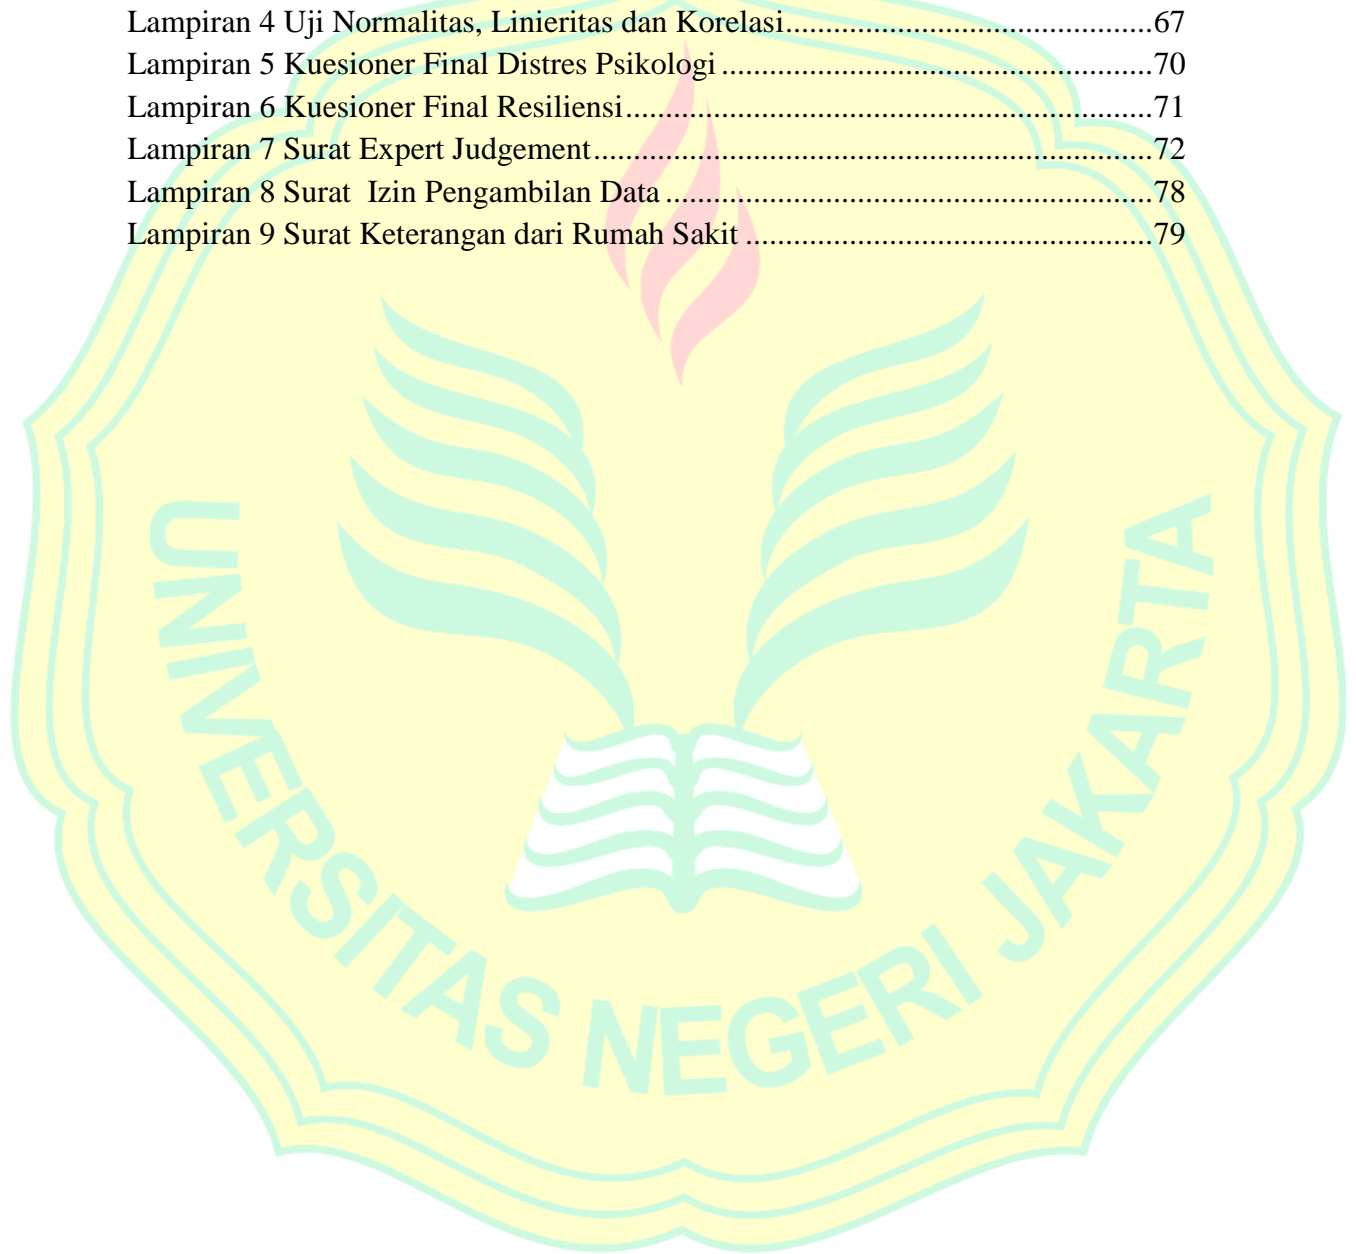 Lampiran 4 Uji Normalitas, Linieritas dan Korelasi..............................................67
Lampiran 5 Kuesioner Final Distres Psikologi ......................................................70
Lampiran 6 Kuesioner Final Resiliensi..................................................................71
Lampiran 7 Surat Expert Judgement......................................................................72
Lampiran 8 Surat  Izin Pengambilan Data .............................................................78
Lampiran 9 Surat Keterangan dari Rumah Sakit ...................................................79
UNIVERSITAS NEGERI JAKARTA